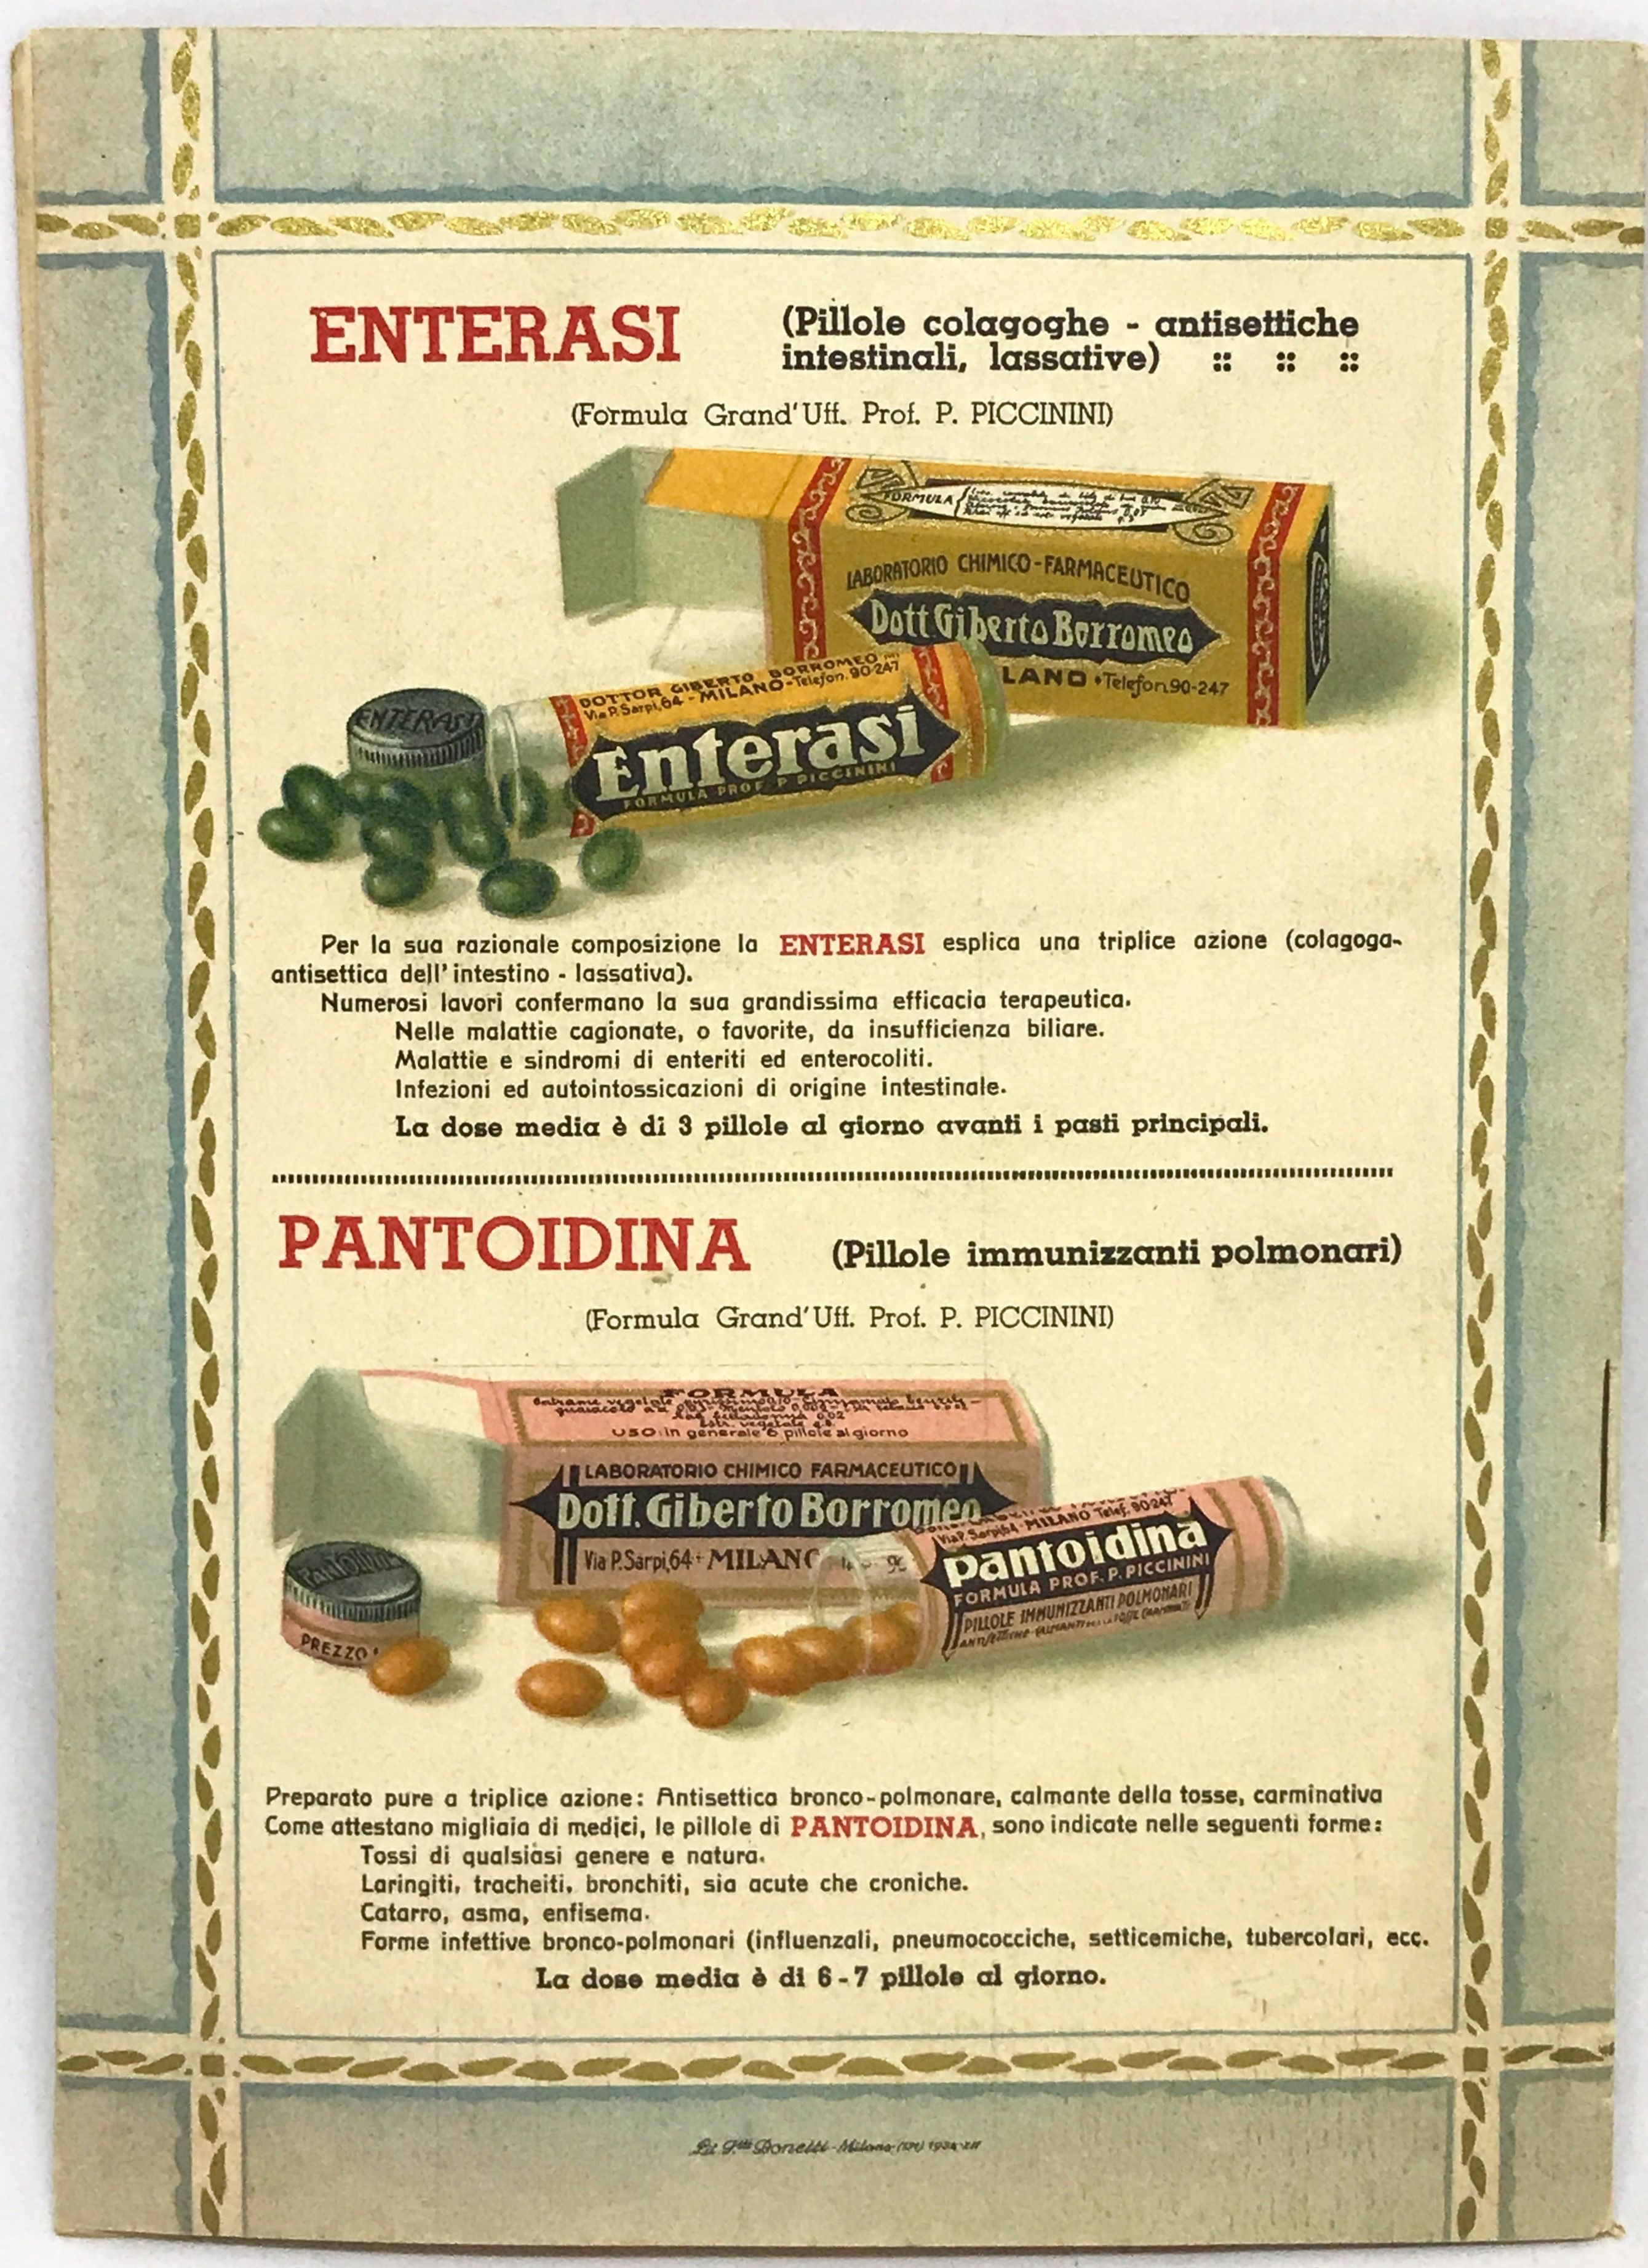 ENTERASI
(Pillole colagoghe - antisettiche
intestinali, lassative) :: :: ::
(Formula Grand'Uff. Prof. P. PICCININI)
FORMULA
LABORATORIO CHIMICO-FARMACEUTICO
Dott. Giberto Borromeo
LANO • Telefon. 90-247
ENTERASI
DOTTOR GIBERTO BORROMEO
Via P. Sarpi, 64 - MILANO - Telefon. 90-247
Enterasi
FORMULA PROF P PICCININI
Per la sua razionale composizione la ENTERASI esplica una triplice azione (colagoga-
antisettica dell'intestino - lassativa).
Numerosi lavori confermano la sua grandissima efficacia terapeutica.
Nelle malattie cagionate, o favorite, da insufficienza biliare.
Malattie e sindromi di enteriti ed enterocoliti.
Infezioni ed autointossicazioni di origine intestinale.
La dose media è di 3 pillole al giorno avanti i pasti principali.
PANTOIDINA
(Pillole immunizzanti polmonari)
(Formula Grand'Uff. Prof. P. PICCININI)
FORMULA
USO: in generale 6 pillole al giorno
LABORATORIO CHIMICO FARMACEUTICO
Dott. Giberto Borromeo
Via P. Sarpi, 64 • MILANO
Via P. Sarpi 64 - MILANO Telef. 90247
Pantoidina
FORMULA PROF. P. PICCININI
PILLOLE IMMUNIZZANTI POLMONARI
PANTOIDINA
PREZZO
Preparato pure a triplice azione: Antisettica bronco-polmonare, calmante della tosse, carminativa
Come attestano migliaia di medici, le pillole di PANTOIDINA, sono indicate nelle seguenti forme:
Tossi di qualsiasi genere e natura.
Laringiti, tracheiti, bronchiti, sia acute che croniche.
Catarro, asma, enfisema.
Forme infettive bronco-polmonari (influenzali, pneumococciche, setticemiche, tubercolari, ecc.
La dose media è di 6-7 pillole al giorno.
Donetti - Milano 1934-XII